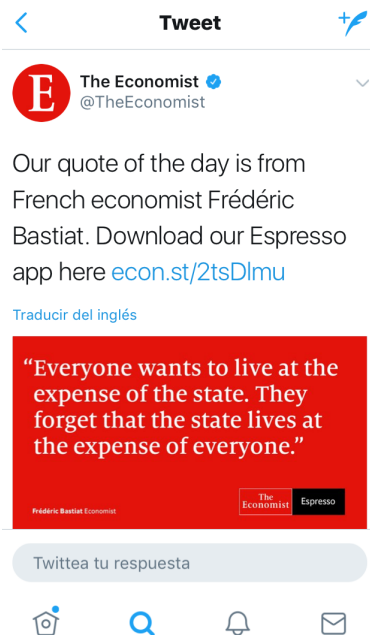 Tweet
E
The Economist
@TheEconomist
Our quote of the day is from
French economist Frédéric
Bastiat. Download our Espresso
app here econ.st/2tsDlmu
Traducir del inglés
“Everyone wants to live at the
expense of the state. They
forget that the state lives at
the expense of everyone.”
Frédéric Bastiat Economist
The
Economist
Espresso
Twittea tu respuesta